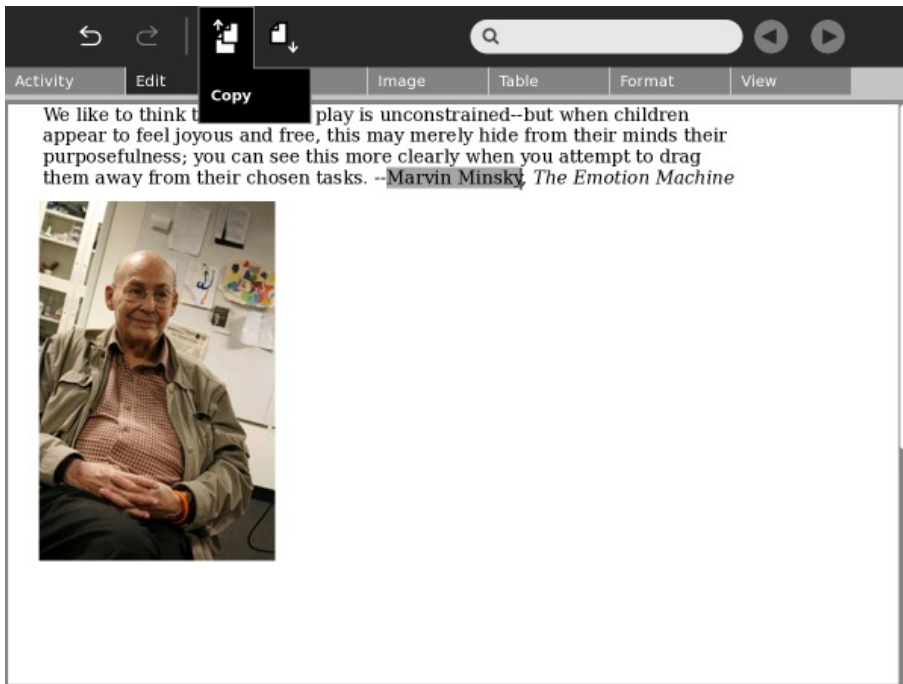 Activity Edit Image Table Format View
Copy
We like to think t play is unconstrained--but when children
appear to feel joyous and free, this may merely hide from their minds their
purposefulness; you can see this more clearly when you attempt to drag
them away from their chosen tasks. --Marvin Minsky, The Emotion Machine